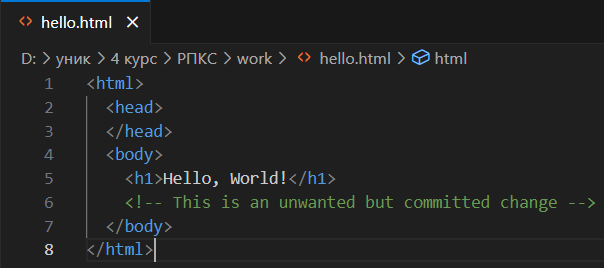 hello.html
D: > уник > 4 курс > РПКС > work > hello.html > html
1 <html>
2 <head>
3 </head>
4 <body>
5 <h1>Hello, World!</h1>
6 <!-- This is an unwanted but committed change -->
7 </body>
8 </html>